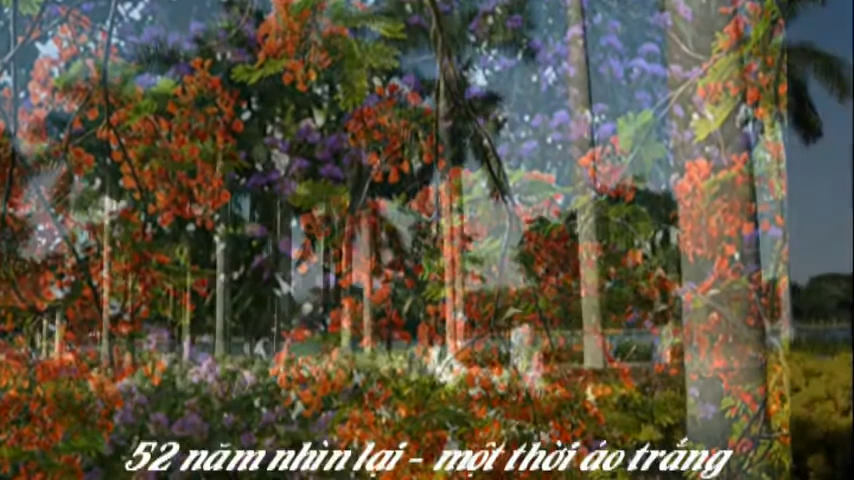 52 năm nhìn lại - một thời áo trắng